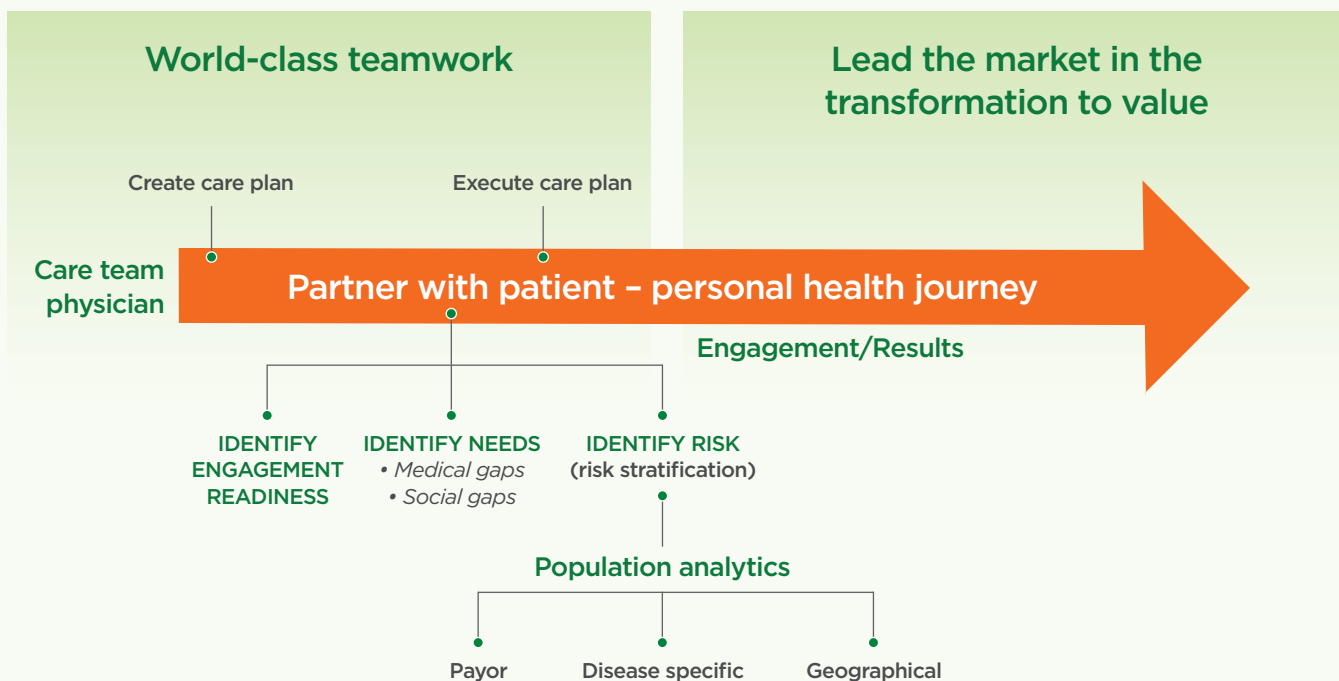 World-class teamwork
Lead the market in the
transformation to value
Create care plan
Execute care plan
Care team
physician
Partner with patient – personal health journey
Engagement/Results
IDENTIFY
ENGAGEMENT
READINESS
IDENTIFY NEEDS
• Medical gaps
• Social gaps
IDENTIFY RISK
(risk stratification)
Population analytics
Payor
Disease specific
Geographical